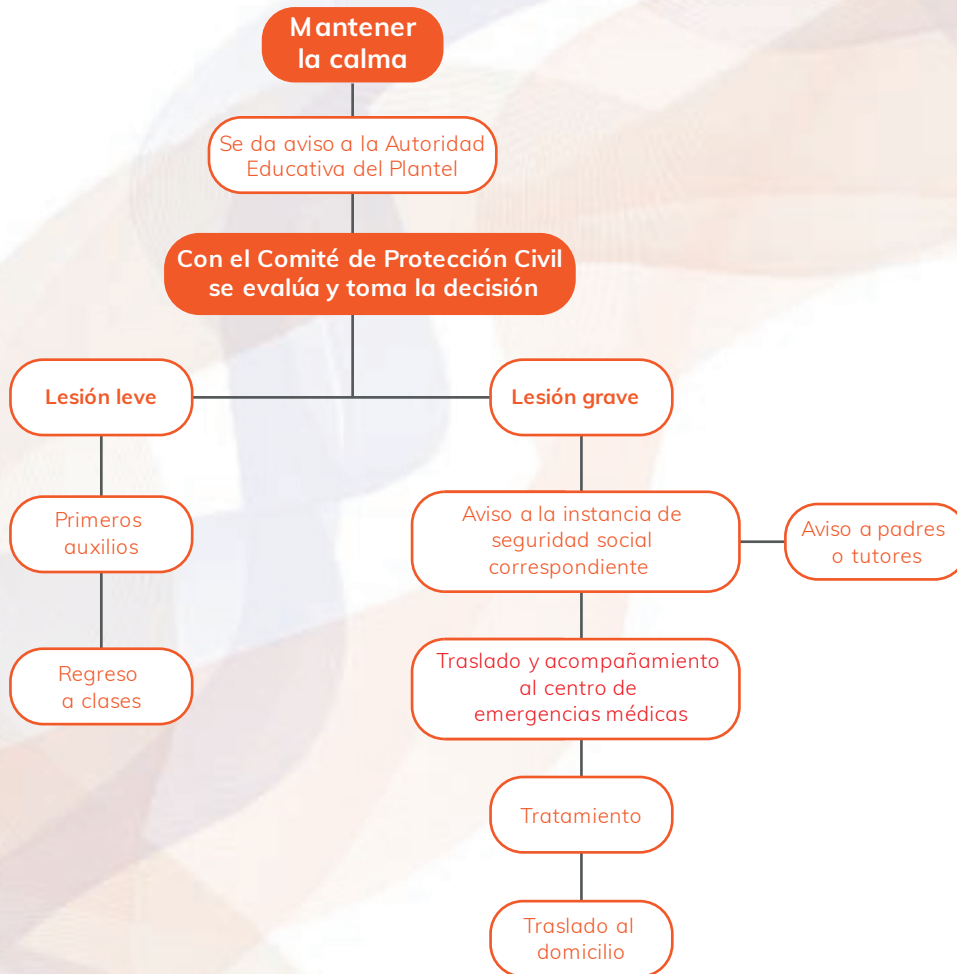 Mantener
la calma
Se da aviso a la Autoridad
Educativa del Plantel
Con el Comité de Protección Civil
se evalúa y toma la decisión
Lesión leve
Lesión grave
Primeros
auxilios
Aviso a la instancia de
seguridad social
correspondiente
Aviso a padres
o tutores
Regreso
a clases
Traslado y acompañamiento
al centro de
emergencias médicas
Tratamiento
Traslado al
domicilio